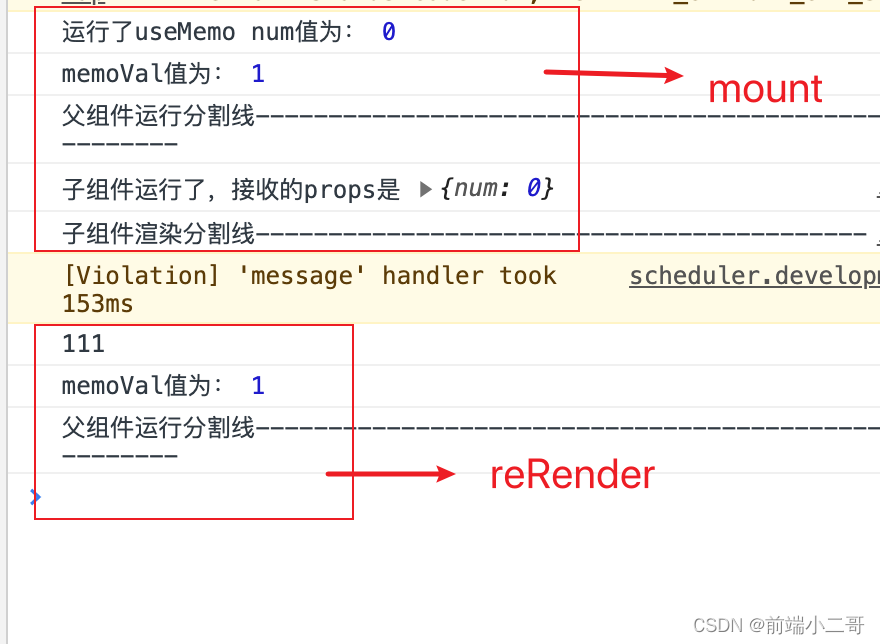 运行了useMemo num值为： 0
memoVal值为： 1
mount
父组件运行分割线-----------------------------------------
--------
子组件运行了，接收的props是 ▶{num: 0}
子组件渲染分割线----------------------------------------
[Violation] 'message' handler took scheduler.developm
153ms
111
memoVal值为： 1
父组件运行分割线-----------------------------------------
--------
reRender
CSDN @前端小二哥